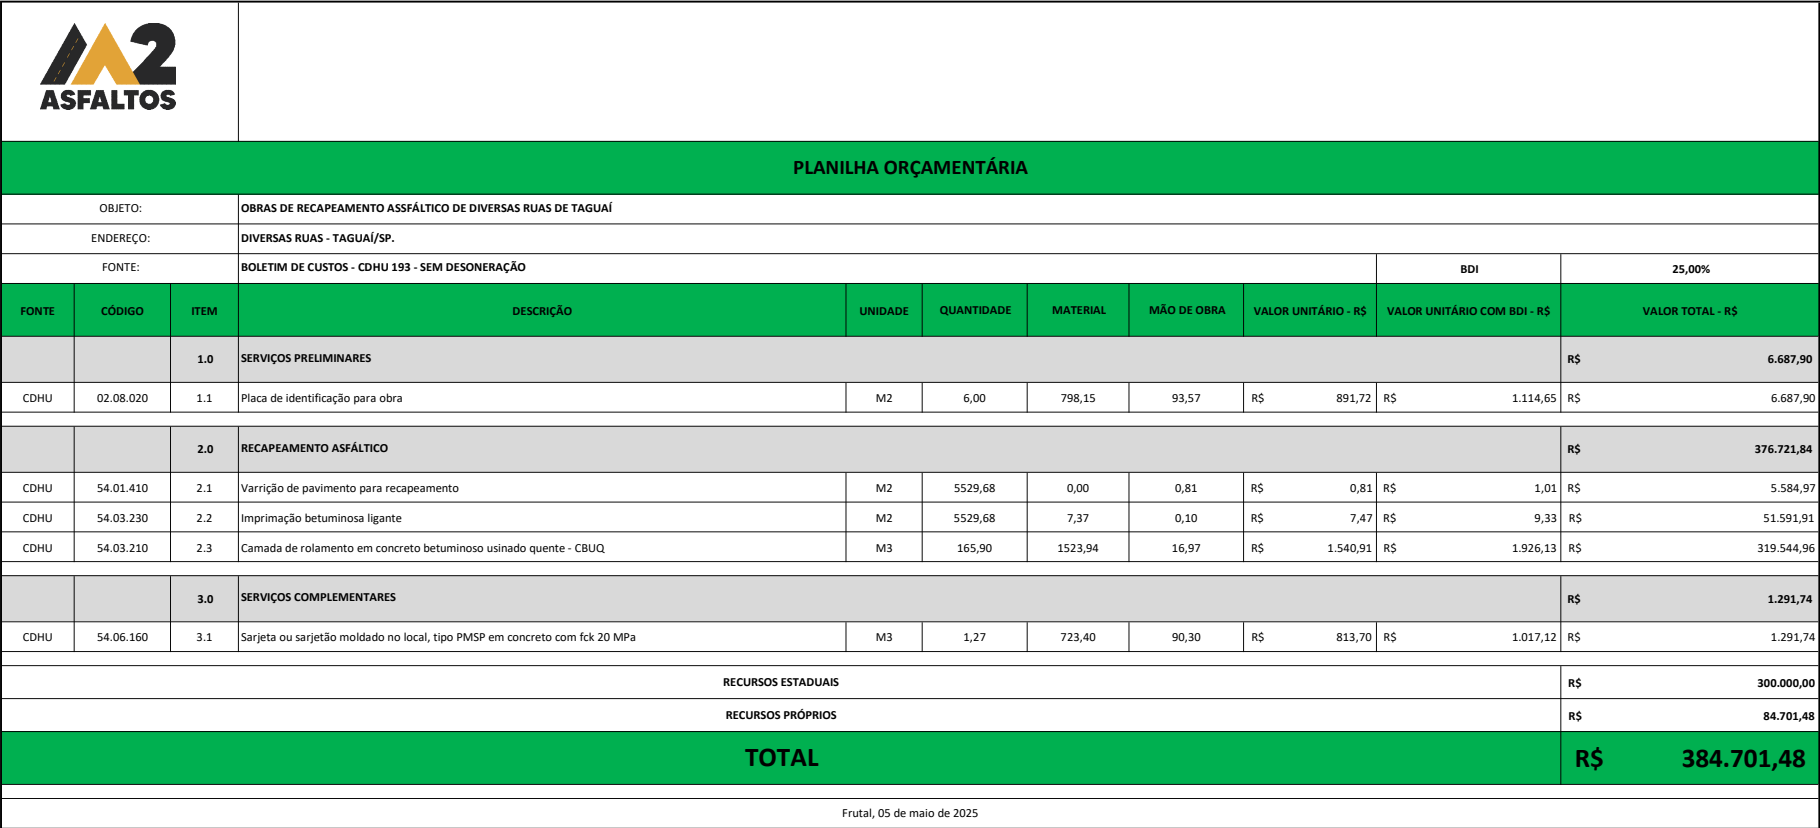 M2
ASFALTOS
PLANILHA ORÇAMENTÁRIA
OBJETO: OBRAS DE RECAPEAMENTO ASSFÁLTICO DE DIVERSAS RUAS DE TAGUAÍ
ENDEREÇO: DIVERSAS RUAS - TAGUAÍ/SP.
FONTE: BOLETIM DE CUSTOS - CDHU 193 - SEM DESONERAÇÃO BDI 25,00%
FONTE CÓDIGO ITEM DESCRIÇÃO UNIDADE QUANTIDADE MATERIAL MÃO DE OBRA VALOR UNITÁRIO - R$ VALOR UNITÁRIO COM BDI - R$ VALOR TOTAL - R$
1.0 SERVIÇOS PRELIMINARES R$ 6.687,90
CDHU 02.08.020 1.1 Placa de identificação para obra M2 6,00 798,15 93,57 R$ 891,72 R$ 1.114,65 R$ 6.687,90
2.0 RECAPEAMENTO ASFÁLTICO R$ 376.721,84
CDHU 54.01.410 2.1 Varrição de pavimento para recapeamento M2 5529,68 0,00 0,81 R$ 0,81 R$ 1,01 R$ 5.584,97
CDHU 54.03.230 2.2 Imprimação betuminosa ligante M2 5529,68 7,37 0,10 R$ 7,47 R$ 9,33 R$ 51.591,91
CDHU 54.03.210 2.3 Camada de rolamento em concreto betuminoso usinado quente - CBUQ M3 165,90 1523,94 16,97 R$ 1.540,91 R$ 1.926,13 R$ 319.544,96
3.0 SERVIÇOS COMPLEMENTARES R$ 1.291,74
CDHU 54.06.160 3.1 Sarjeta ou sarjetão moldado no local, tipo PMSP em concreto com fck 20 MPa M3 1,27 723,40 90,30 R$ 813,70 R$ 1.017,12 R$ 1.291,74
RECURSOS ESTADUAIS R$ 300.000,00
RECURSOS PRÓPRIOS R$ 84.701,48
TOTAL R$ 384.701,48
Frutal, 05 de maio de 2025